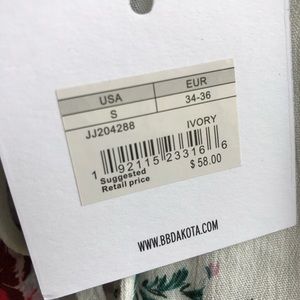 USA EUR
S 34-36
JJ204288 IVORY
1 92115 23316 6
Suggested
Retail price $ 58.00
WWW.BBDAKOTA.COM